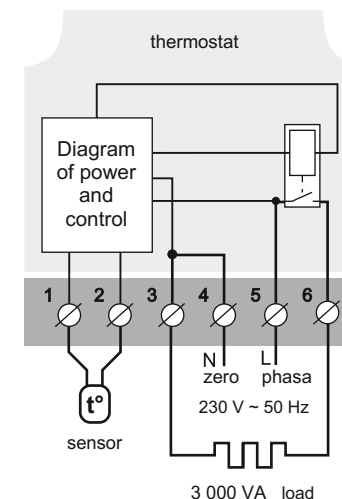 thermostat
Diagram
of power
and
control
1 2 3 4 5 6
N L
zero phasa
230 V ~ 50 Hz
t°
sensor
3 000 VA load